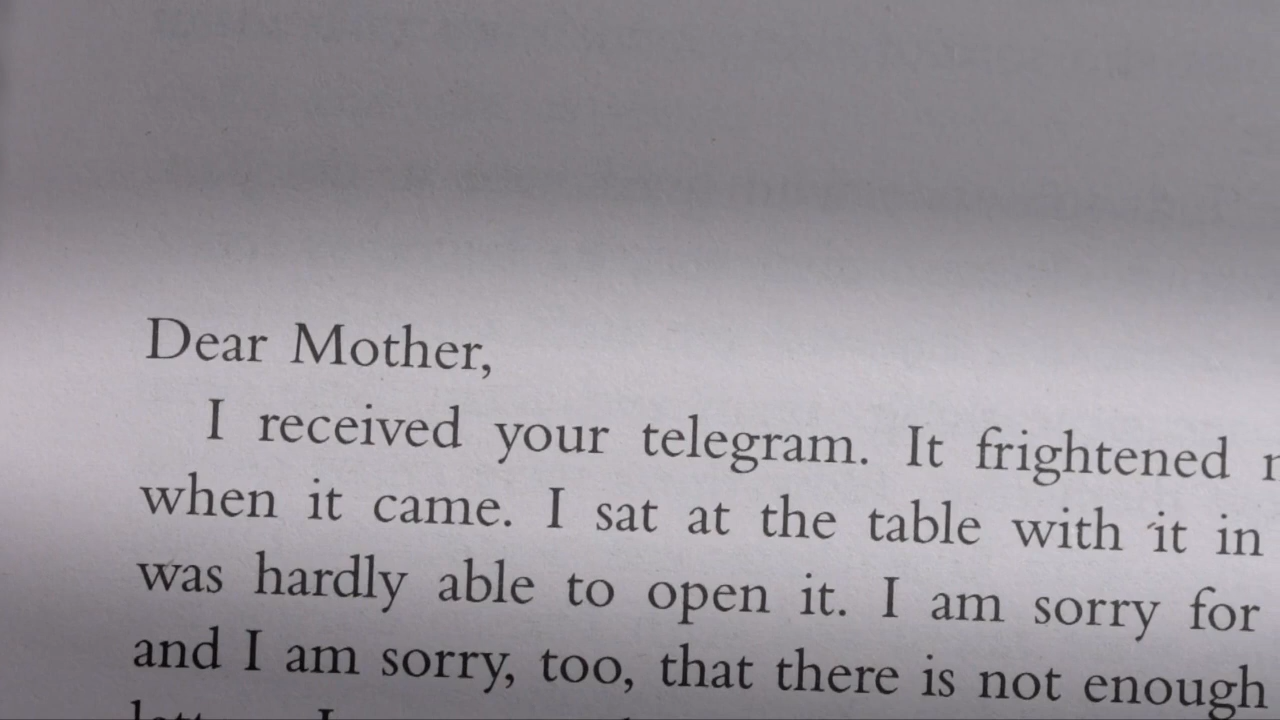 Dear Mother,
I received your telegram. It frightened
when it came. I sat at the table with it in
was hardly able to open it. I am sorry for
and I am sorry, too, that there is not enough